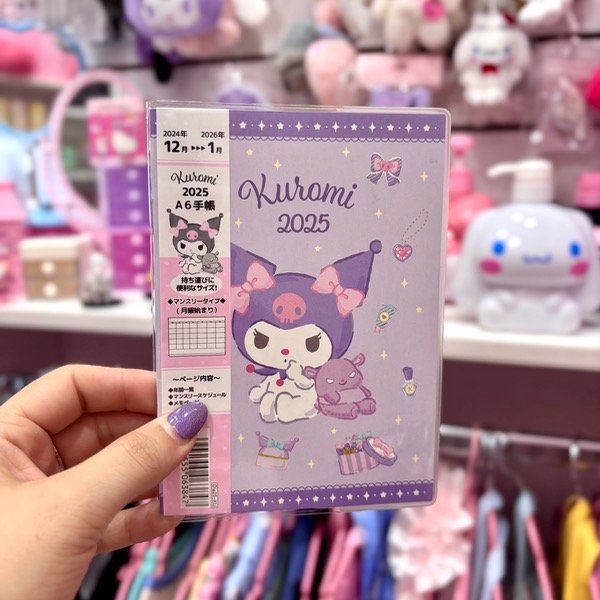 2024年 2026年
12月 ▸▸▸ 1月
Kuromi
2025
A6手帳
持ち運びに
便利なサイズ!
◆マンスリータイプ◆
(月曜始まり)
〜ページ内容〜
◆年間一覧
◆マンスリースケジュール
◆メモページ
Kuromi
2025